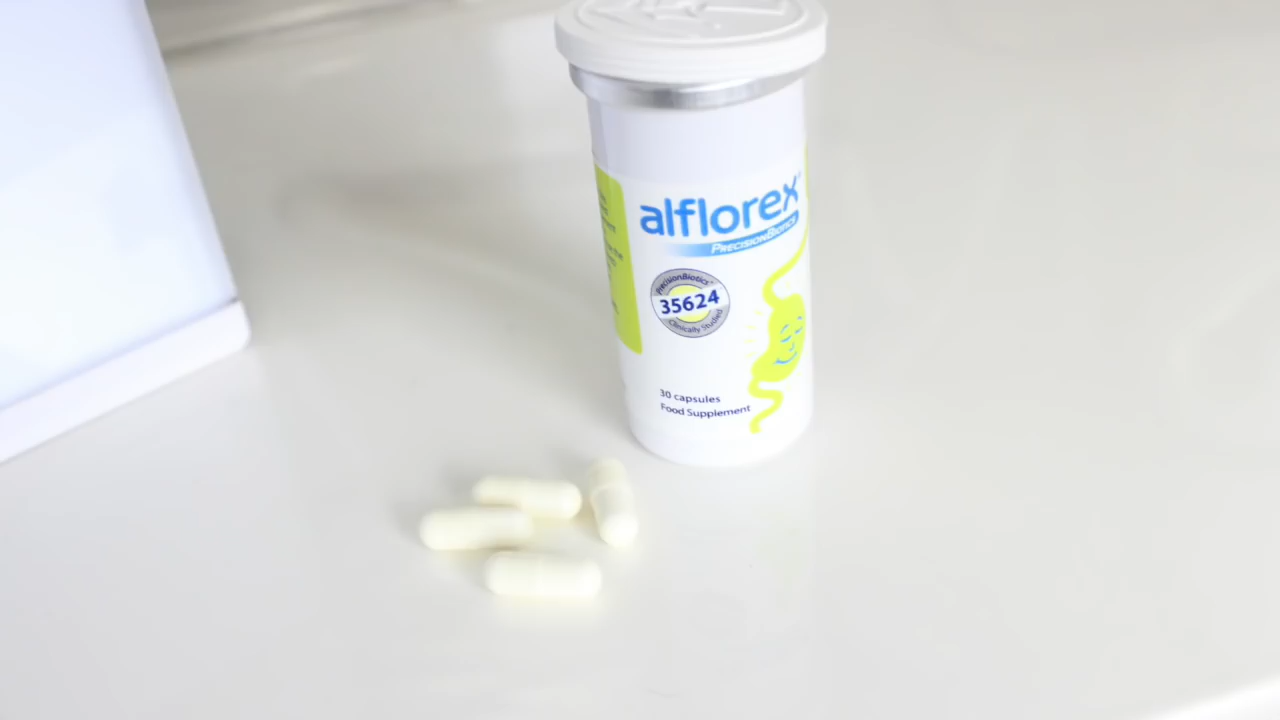 alflorex®
PRECISIONBIOTICS
PrecisionBiotics
35624
Clinically Studied
30 capsules
Food Supplement